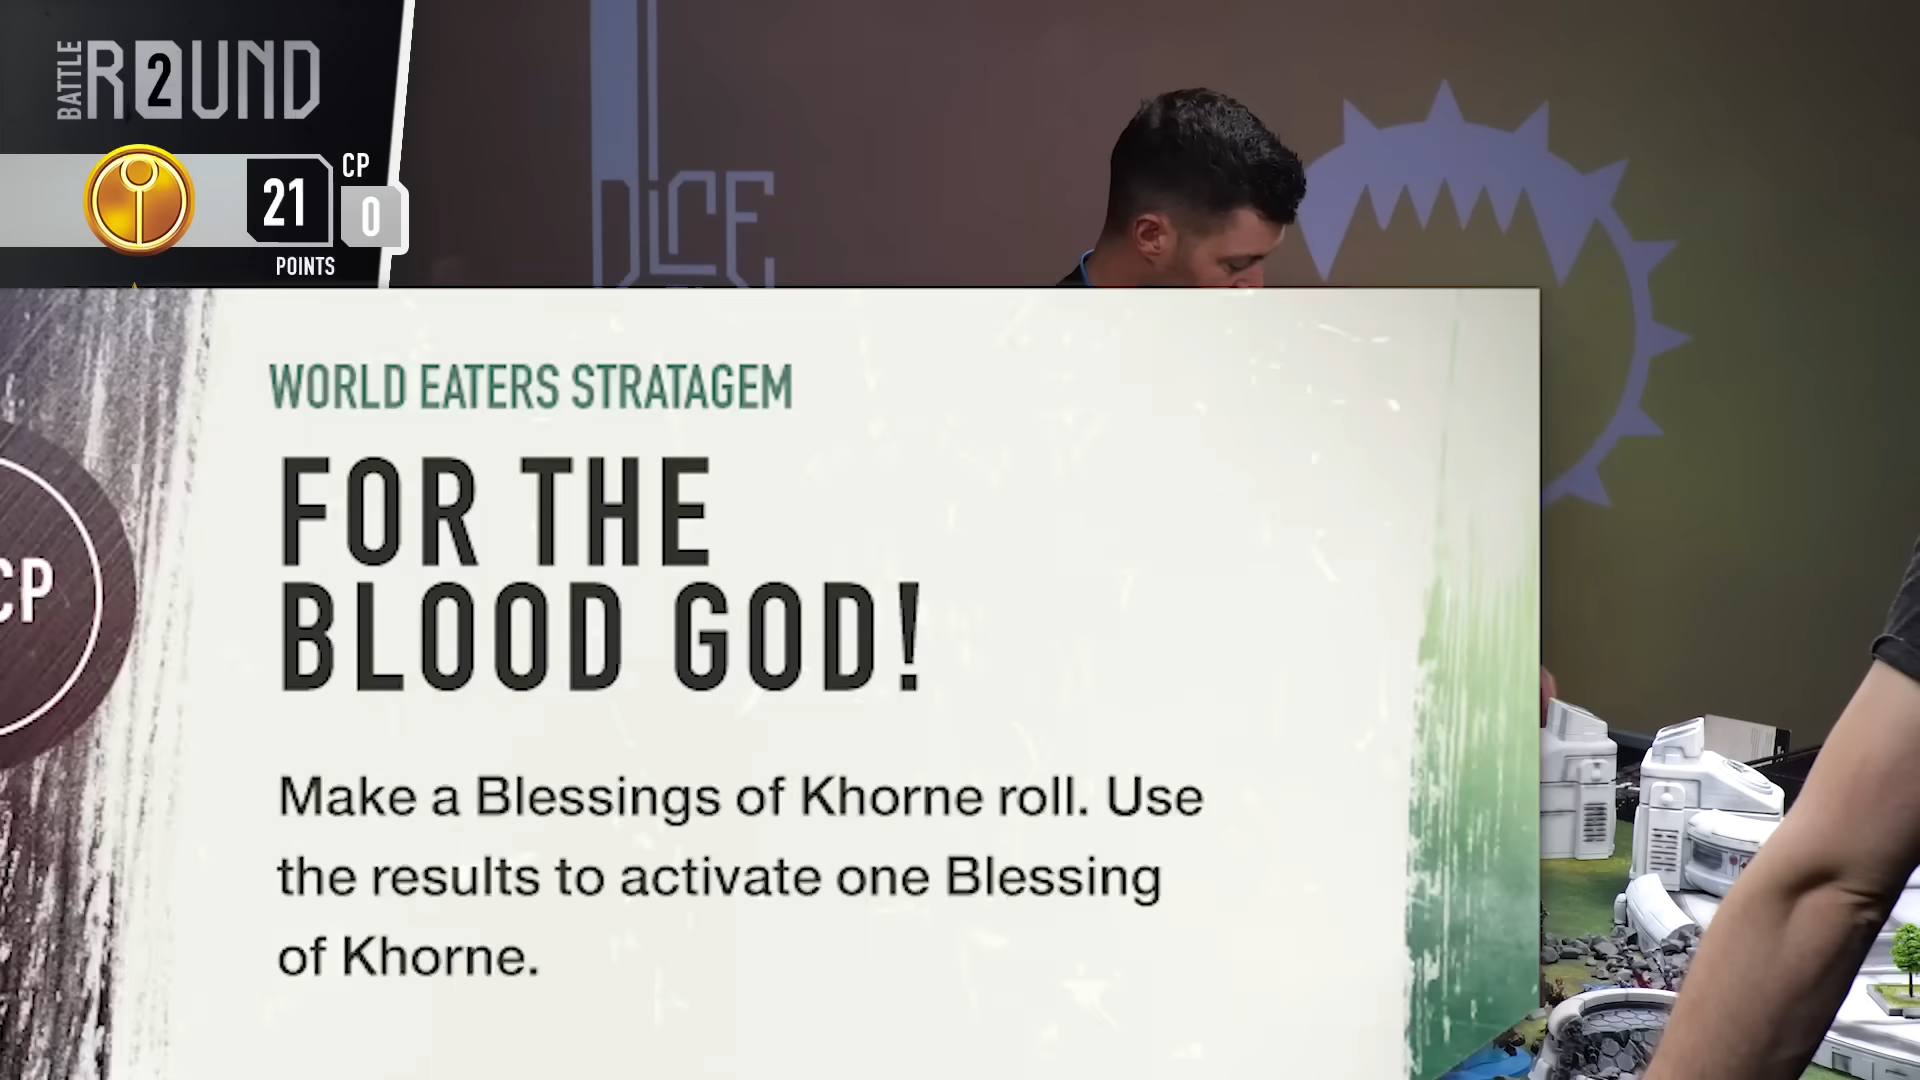 BATTLE
R2UND
CP
21
0
POINTS
DICE
WORLD EATERS STRATAGEM
FOR THE
BLOOD GOD!
CP
Make a Blessings of Khorne roll. Use
the results to activate one Blessing
of Khorne.